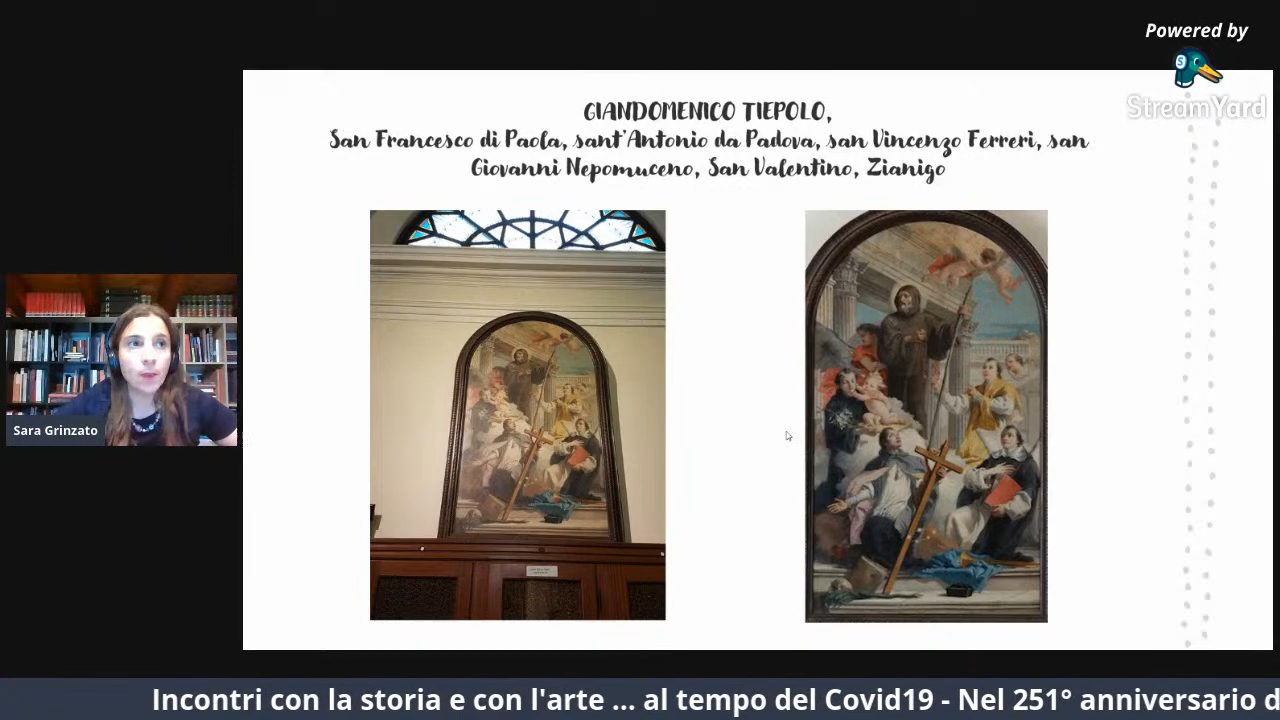 Powered by
S
StreamYard
GIANDOMENICO TIEPOLO,
San Francesco di Paola, sant'Antonio da Padova, san Vincenzo Ferreri, san
Giovanni Nepomuceno, San Valentino, Zianigo
Sara Grinzato
Incontri con la storia e con l'arte ... al tempo del Covid19 - Nel 251° anniversario d